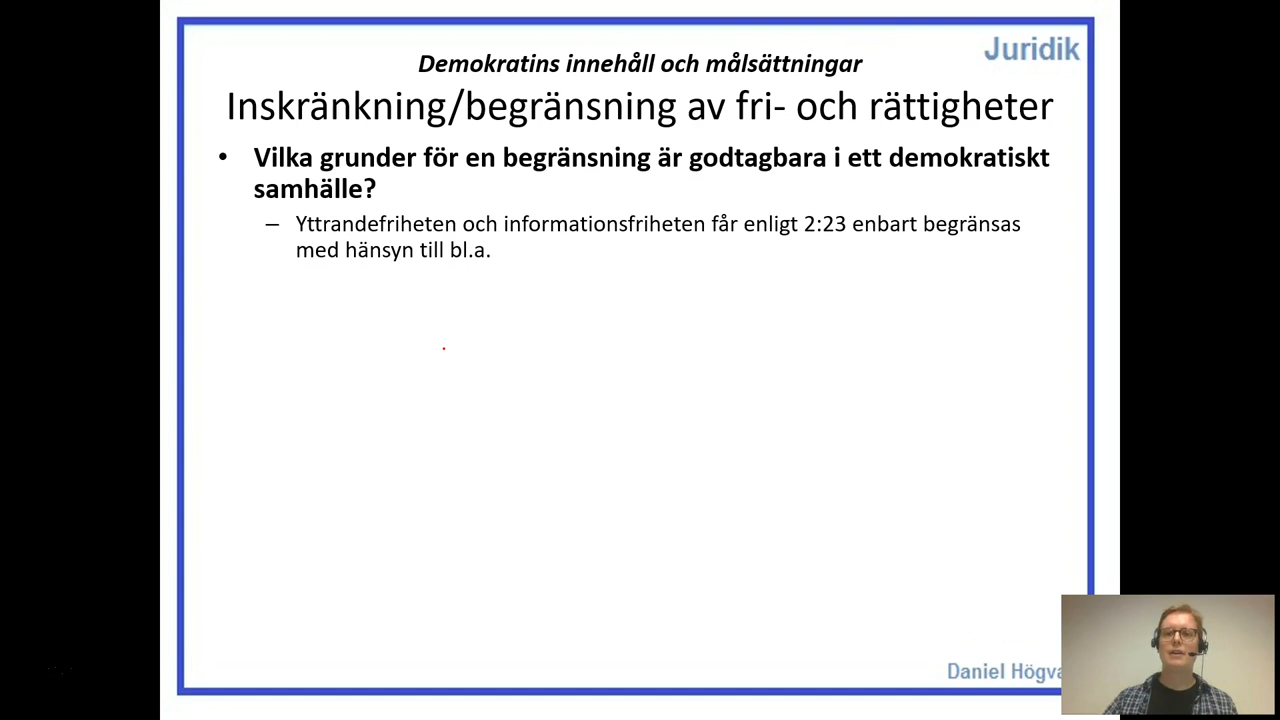 Juridik
Demokratins innehåll och målsättningar
Inskränkning/begränsning av fri- och rättigheter
• Vilka grunder för en begränsning är godtagbara i ett demokratiskt
samhälle?
– Yttrandefriheten och informationsfriheten får enligt 2:23 enbart begränsas
med hänsyn till bl.a.
Daniel